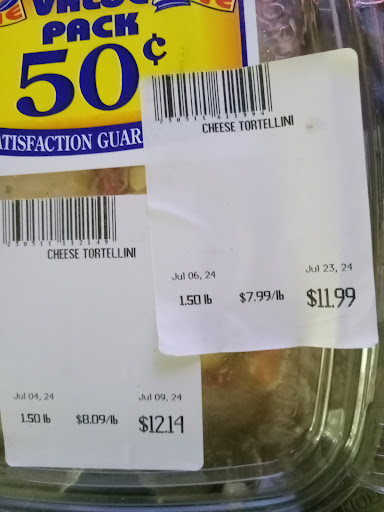 VALUE
PACK
50¢
ATISFACTION GUAR
CHEESE TORTELLINI
Jul 06, 24 Jul 23, 24
1.50 lb $7.99/lb $11.99
CHEESE TORTELLINI
Jul 04, 24 Jul 09, 24
1.50 lb $8.09/lb $12.14